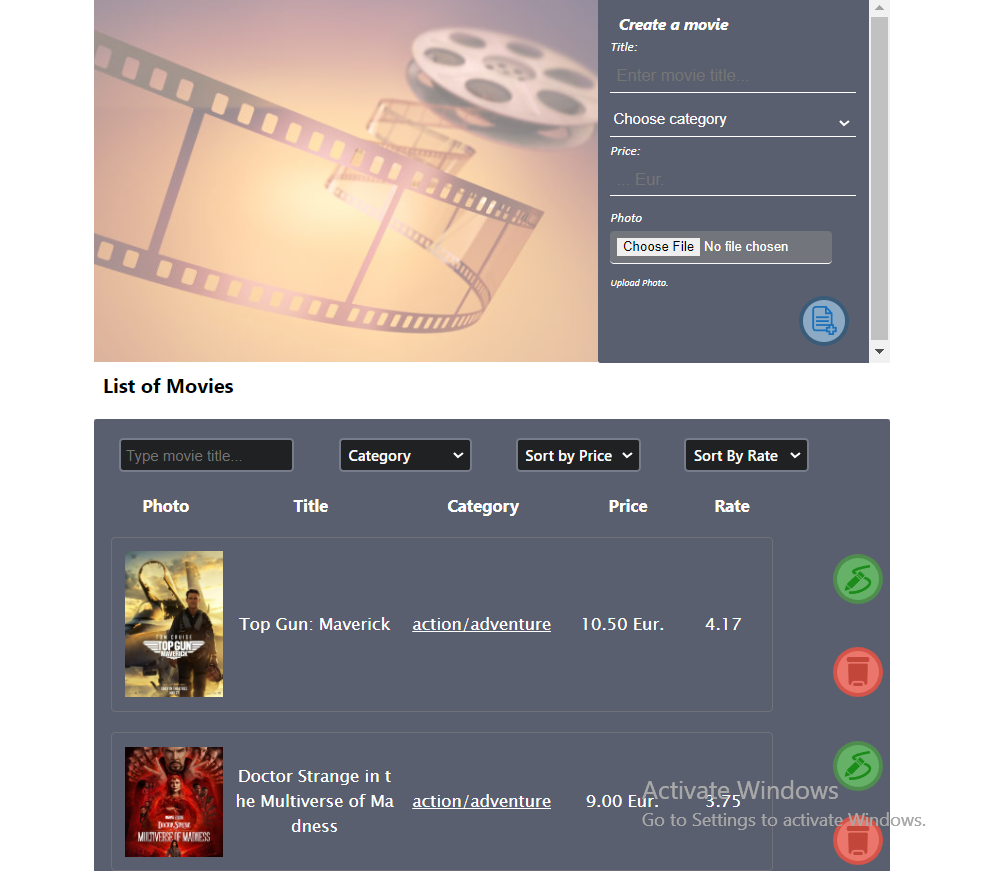 Create a movie
Title:
Enter movie title...
Choose category
Price:
... Eur.
Photo
Choose File No file chosen
Upload Photo.
List of Movies
Type movie title...
Category
Sort by Price
Sort By Rate
Photo Title Category Price Rate
TOM CRUISE
TOP GUN
MAVERICK
Top Gun: Maverick action/adventure 10.50 Eur. 4.17
DOCTOR STRANGE
MULTIVERSE OF MADNESS
Doctor Strange in t
he Multiverse of Ma
dness
action/adventure 9.00 Eur. 3.75
Activate Windows
Go to Settings to activate Windows.